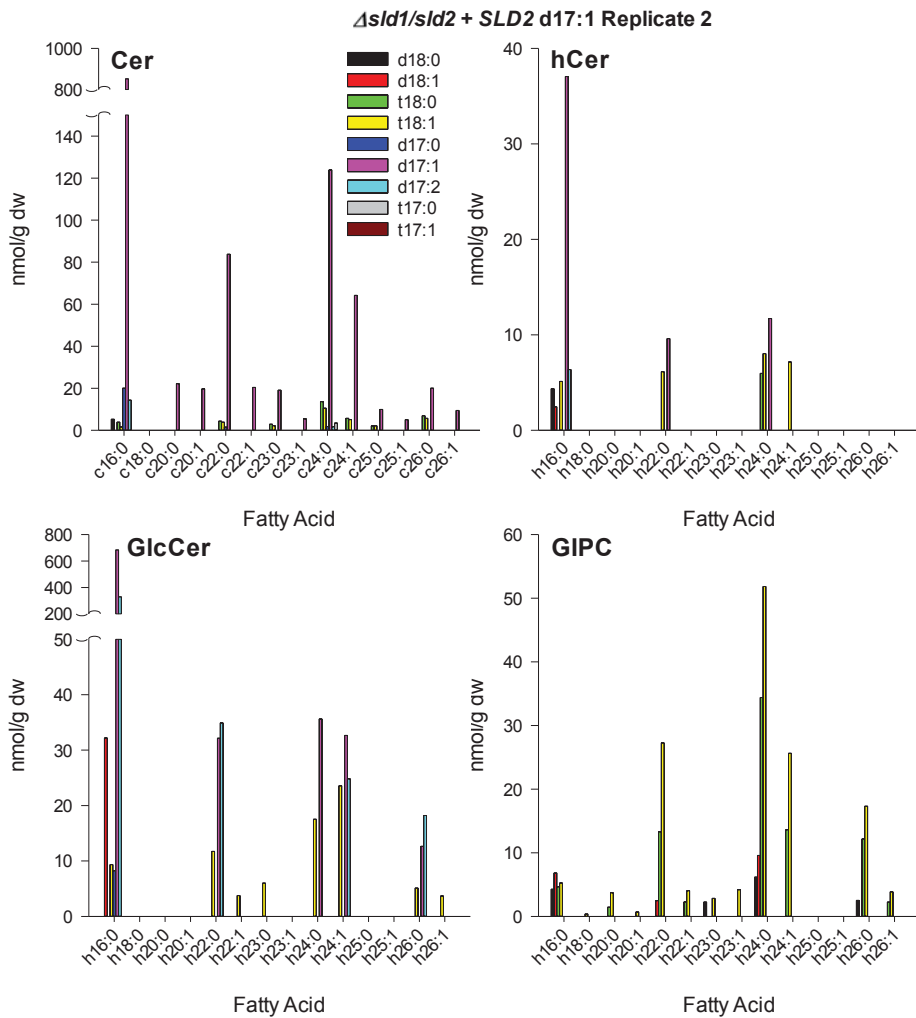 ⊿sld1/sld2 + SLD2 d17:1 Replicate 2
Cer
1000
800
140
120
100
80
60
40
20
0
nmol/g dw
d18:0
d18:1
t18:0
t18:1
d17:0
d17:1
d17:2
t17:0
t17:1
c16:0
c18:0
c20:0
c20:1
c22:0
c22:1
c23:0
c23:1
c24:0
c24:1
c25:0
c25:1
c26:0
c26:1
Fatty Acid
hCer
40
30
20
10
0
nmol/g dw
h16:0
h18:0
h20:0
h20:1
h22:0
h22:1
h23:0
h23:1
h24:0
h24:1
h25:0
h25:1
h26:0
h26:1
Fatty Acid
GlcCer
800
600
400
200
50
40
30
20
10
0
nmol/g dw
h16:0
h18:0
h20:0
h20:1
h22:0
h22:1
h23:0
h23:1
h24:0
h24:1
h25:0
h25:1
h26:0
h26:1
Fatty Acid
GIPC
60
50
40
30
20
10
0
nmol/g dw
h16:0
h18:0
h20:0
h20:1
h22:0
h22:1
h23:0
h23:1
h24:0
h24:1
h25:0
h25:1
h26:0
h26:1
Fatty Acid